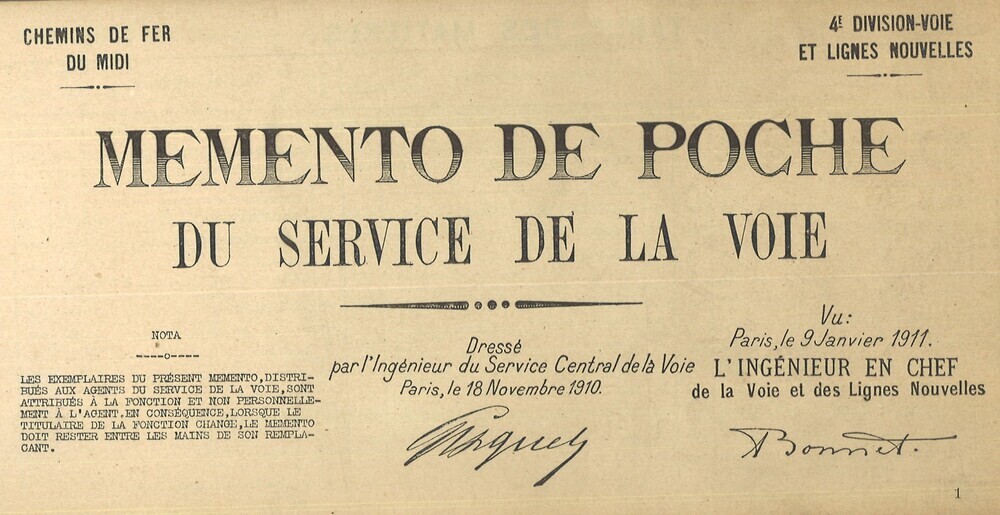 CHEMINS DE FER
DU MIDI
4E DIVISION-VOIE
ET LIGNES NOUVELLES
MEMENTO DE POCHE
DU SERVICE DE LA VOIE
NOTA
LES EXEMPLAIRES DU PRÉSENT MEMENTO,DISTRI-
BUÉS AUX AGENTS DU SERVICE DE LA VOIE,SONT
ATTRIBUÉS À LA FONCTION ET NON PERSONNELLE-
MENT À L'AGENT.EN CONSÉQUENCE,LORSQUE LE
TITULAIRE DE LA FONCTION CHANGE,LE MEMENTO
DOIT RESTER ENTRE LES MAINS DE SON REMPLA-
CANT.
Dressé
par l'Ingénieur du Service Central de la Voie
Paris, le 18 Novembre 1910.
Vu:
Paris, le 9 Janvier 1911.
L'INGÉNIEUR EN CHEF
de la Voie et des Lignes Nouvelles
ABonnet.
1